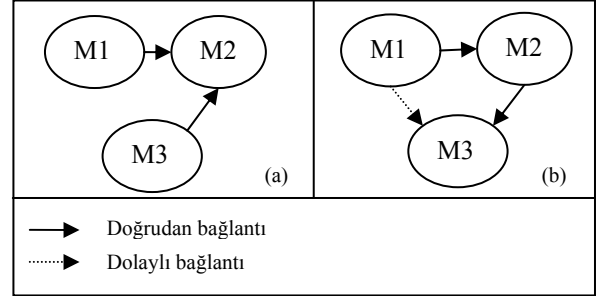 M1
M2
M3
(a)
M1
M2
M3
(b)
Doğrudan bağlantı
Dolaylı bağlantı